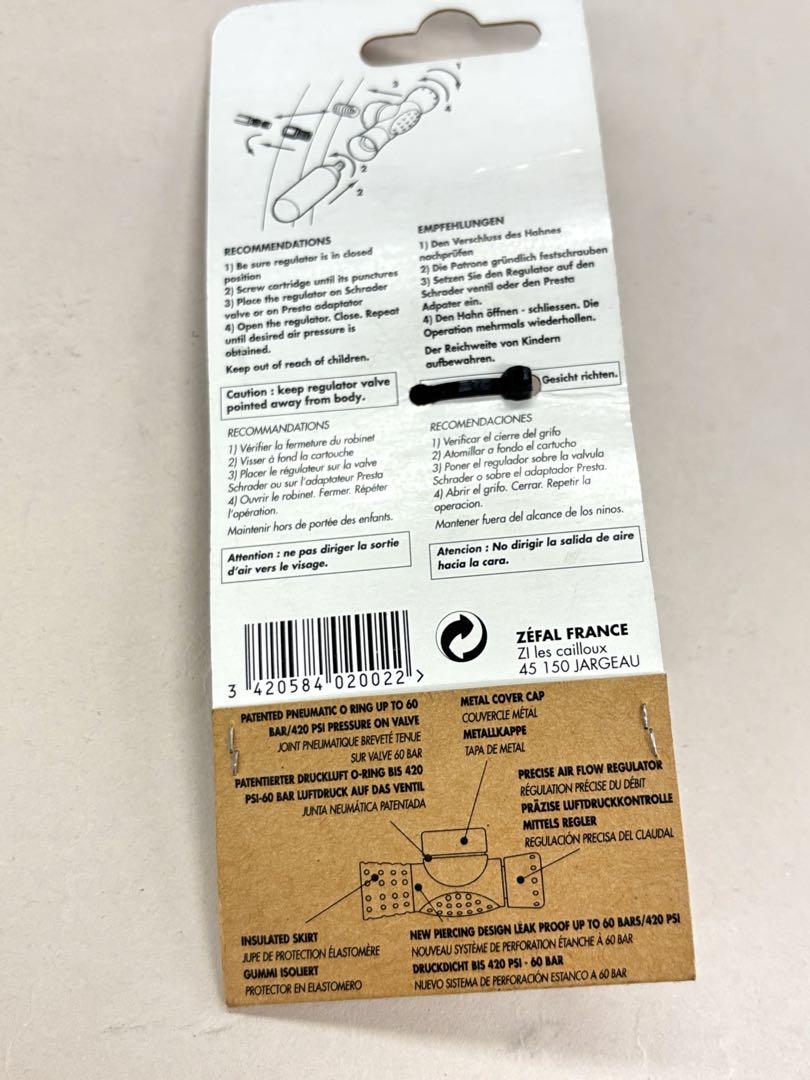 1
3
4
2
2
RECOMMENDATIONS
1) Be sure regulator is in closed
position
2) Screw cartridge until its punctures
3) Place the regulator on Schrader
valve or on Presta adaptator
4) Open the regulator. Close. Repeat
until desired air pressure is
obtained.
Keep out of reach of children.
Caution : keep regulator valve
pointed away from body.
EMPFEHLUNGEN
1) Den Verschluss des Hahnes
nachprüfen
2) Die Patrone gründlich festschrauben
3) Setzen Sie den Regulator auf den
Schrader ventil oder den Presta
Adpater ein.
4) Den Hahn öffnen - schliessen. Die
Operation mehrmals wiederhollen.
Der Reichweite von Kindern
aufbewahren.
Gesicht richten.
RECOMMANDATIONS
1) Vérifier la fermeture du robinet
2) Visser à fond la cartouche
3) Placer le régulateur sur la valve
Schrader ou sur l'adaptateur Presta
4) Ouvrir le robinet. Fermer. Répéter
l'opération.
Maintenir hors de portée des enfants.
Attention : ne pas diriger la sortie
d'air vers le visage.
RECOMENDACIONES
1) Verificar el cierre del grifo
2) Atomillar a fondo el cartucho
3) Poner el regulador sobre la valvula
Schrader o sobre el adaptador Presta.
4) Abrir el grifo. Cerrar. Repetir la
operacion.
Mantener fuera del alcance de los ninos.
Atencion : No dirigir la salida de aire
hacia la cara.
3 420584 020022 >
ZÉFAL FRANCE
ZI les cailloux
45 150 JARGEAU
PATENTED PNEUMATIC O RING UP TO 60
BAR/420 PSI PRESSURE ON VALVE
JOINT PNEUMATIQUE BREVETÉ TENUE
SUR VALVE 60 BAR
PATENTIERTER DRUCKLUFT O-RING BIS 420
PSI-60 BAR LUFTDRUCK AUF DAS VENTIL
JUNTA NEUMÁTICA PATENTADA
METAL COVER CAP
COUVERCLE MÉTAL
METALLKAPPE
TAPA DE METAL
PRECISE AIR FLOW REGULATOR
RÉGULATION PRÉCISE DU DÉBIT
PRÄZISE LUFTDRUCKKONTROLLE
MITTELS REGLER
REGULACIÓN PRECISA DEL CLAUDAL
INSULATED SKIRT
JUPE DE PROTECTION ÉLASTOMÈRE
GUMMI ISOLIERT
PROTECTOR EN ELASTOMERO
NEW PIERCING DESIGN LEAK PROOF UP TO 60 BARS/420 PSI
NOUVEAU SYSTÈME DE PERFORATION ÉTANCHE À 60 BAR
DRUCKDICHT BIS 420 PSI - 60 BAR
NUEVO SISTEMA DE PERFORACIÓN ESTANCO A 60 BAR